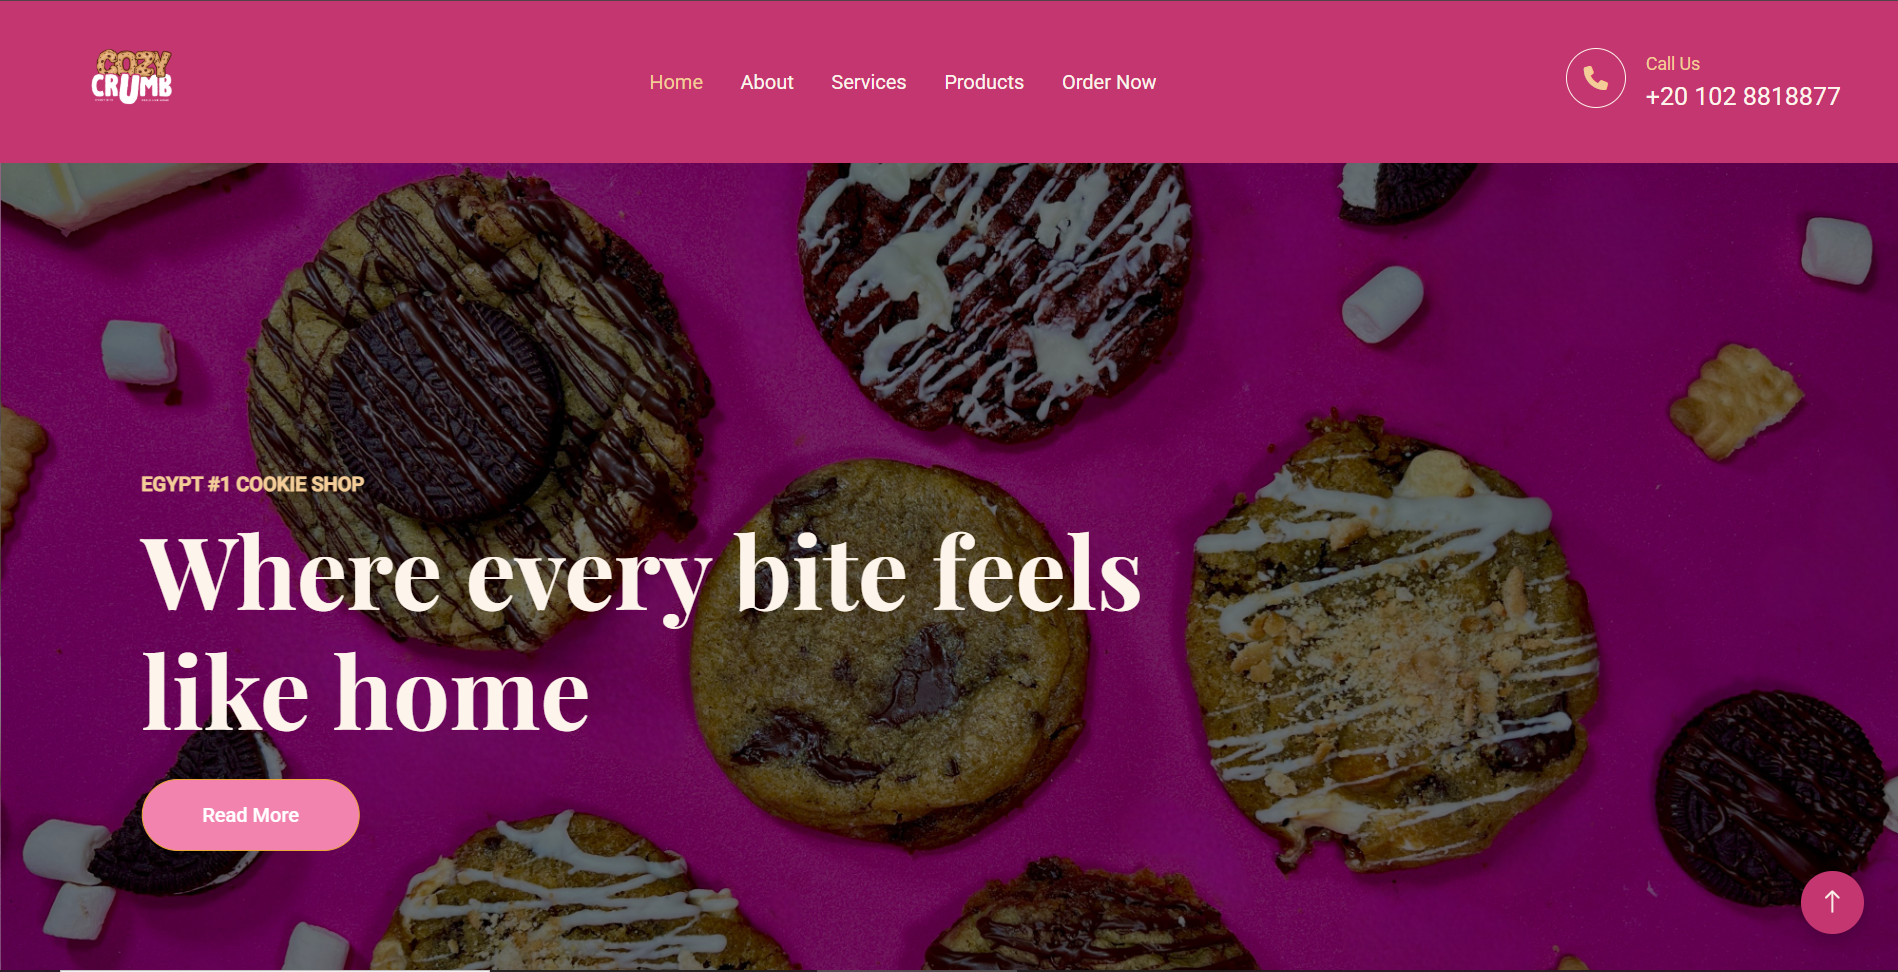 COZY
CRUMB
Home
About
Services
Products
Order Now
Call Us
+20 102 8818877
EGYPT #1 COOKIE SHOP
Where every bite feels
like home
Read More